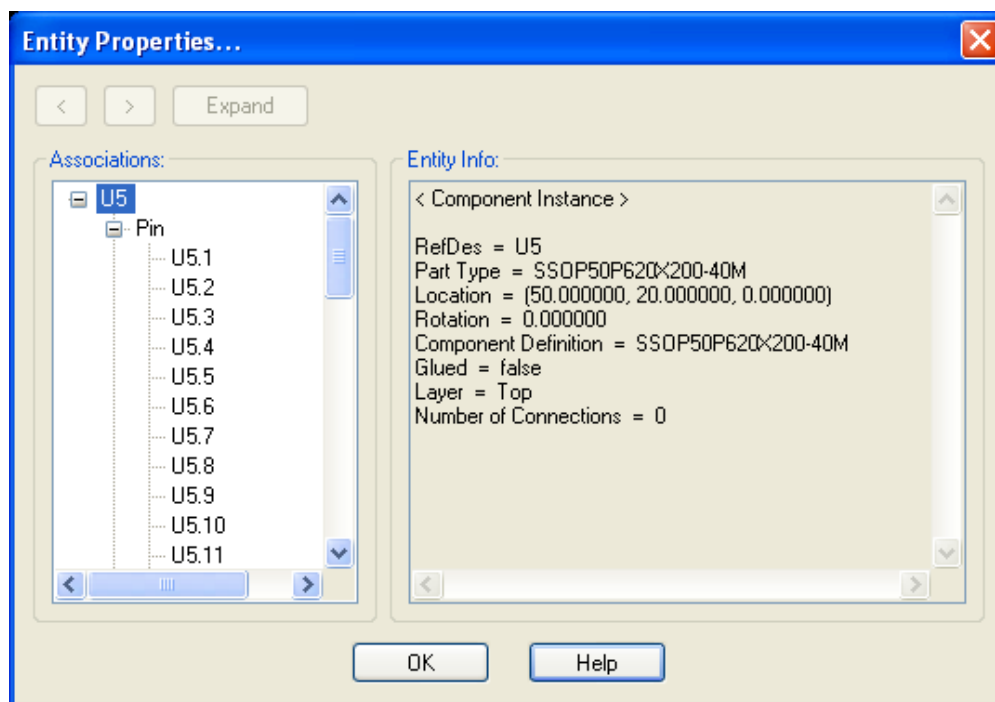 Entity Properties...
< > Expand
Associations:
U5
Pin
U5.1
U5.2
U5.3
U5.4
U5.5
U5.6
U5.7
U5.8
U5.9
U5.10
U5.11
Entity Info:
< Component Instance >
RefDes = U5
Part Type = SSOP50P620X200-40M
Location = (50.000000, 20.000000, 0.000000)
Rotation = 0.000000
Component Definition = SSOP50P620X200-40M
Glued = false
Layer = Top
Number of Connections = 0
OK Help